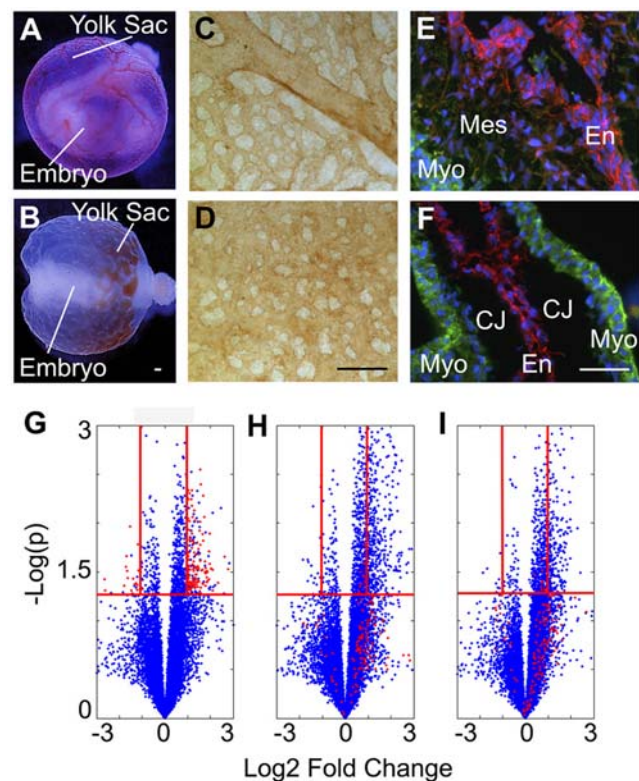 A
Yolk Sac
Embryo
C
E
Mes
En
Myo
B
Yolk Sac
Embryo
D
F
CJ
CJ
Myo
Myo
En
G
H
I
3
1.5
0
-Log(p)
-3
0
3
-3
0
3
-3
0
3
Log2 Fold Change